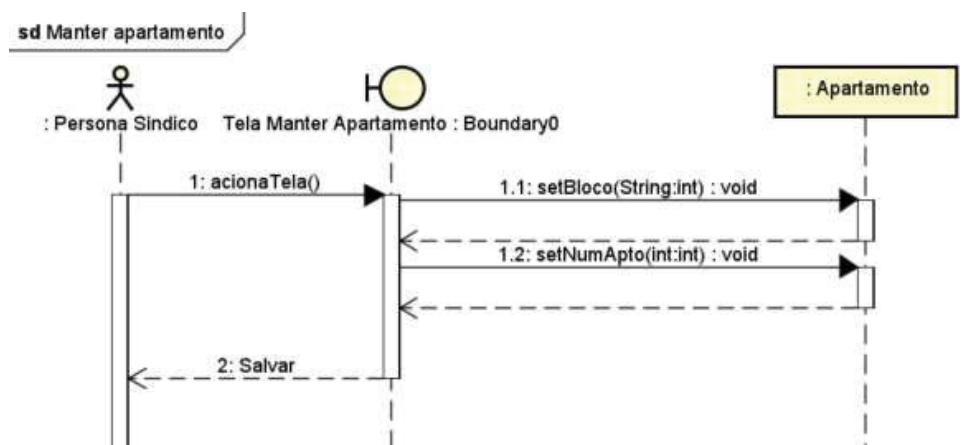 sd Manter apartamento
: Persona Sindico
Tela Manter Apartamento : Boundary0
: Apartamento
1: acionaTela()
1.1: setBloco(String:int) : void
1.2: setNumApto(int:int) : void
2: Salvar